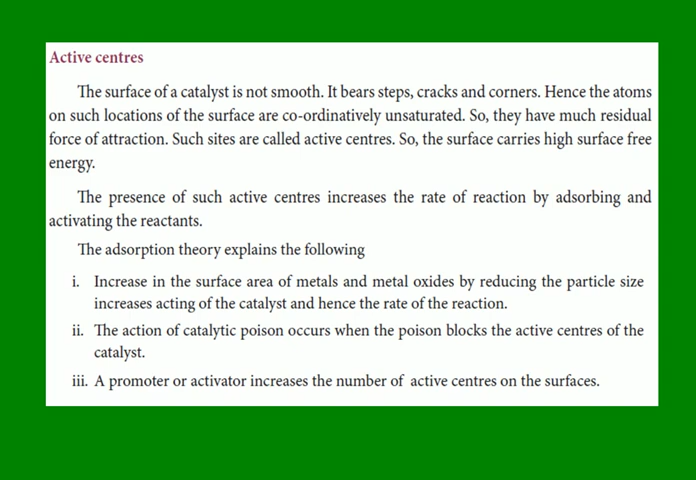 Active centres
The surface of a catalyst is not smooth. It bears steps, cracks and corners. Hence the atoms
on such locations of the surface are co-ordinatively unsaturated. So, they have much residual
force of attraction. Such sites are called active centres. So, the surface carries high surface free
energy.
The presence of such active centres increases the rate of reaction by adsorbing and
activating the reactants.
The adsorption theory explains the following
i. Increase in the surface area of metals and metal oxides by reducing the particle size
increases acting of the catalyst and hence the rate of the reaction.
ii. The action of catalytic poison occurs when the poison blocks the active centres of the
catalyst.
iii. A promoter or activator increases the number of active centres on the surfaces.